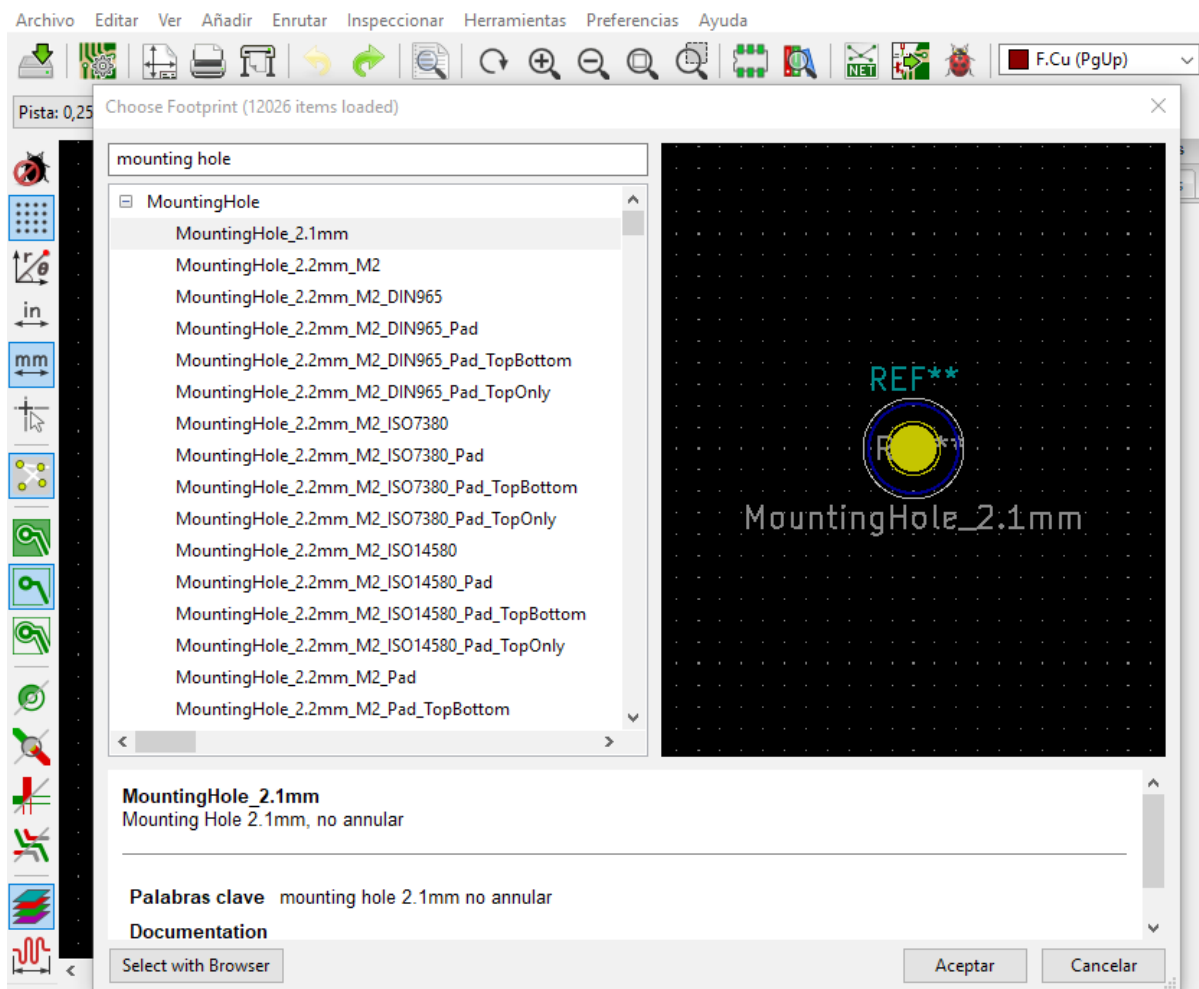 Archivo Editar Ver Añadir Enrutar Inspeccionar Herramientas Preferencias Ayuda
NET
F.Cu (PgUp)
Pista: 0,25
Choose Footprint (12026 items loaded)
mounting hole
MountingHole
MountingHole_2.1mm
MountingHole_2.2mm_M2
MountingHole_2.2mm_M2_DIN965
MountingHole_2.2mm_M2_DIN965_Pad
MountingHole_2.2mm_M2_DIN965_Pad_TopBottom
MountingHole_2.2mm_M2_DIN965_Pad_TopOnly
MountingHole_2.2mm_M2_ISO7380
MountingHole_2.2mm_M2_ISO7380_Pad
MountingHole_2.2mm_M2_ISO7380_Pad_TopBottom
MountingHole_2.2mm_M2_ISO7380_Pad_TopOnly
MountingHole_2.2mm_M2_ISO14580
MountingHole_2.2mm_M2_ISO14580_Pad
MountingHole_2.2mm_M2_ISO14580_Pad_TopBottom
MountingHole_2.2mm_M2_ISO14580_Pad_TopOnly
MountingHole_2.2mm_M2_Pad
MountingHole_2.2mm_M2_Pad_TopBottom
in
mm
REF**
MountingHole_2.1mm
MountingHole_2.1mm
Mounting Hole 2.1mm, no annular
Palabras clave mounting hole 2.1mm no annular
Documentation
Select with Browser
Aceptar
Cancelar